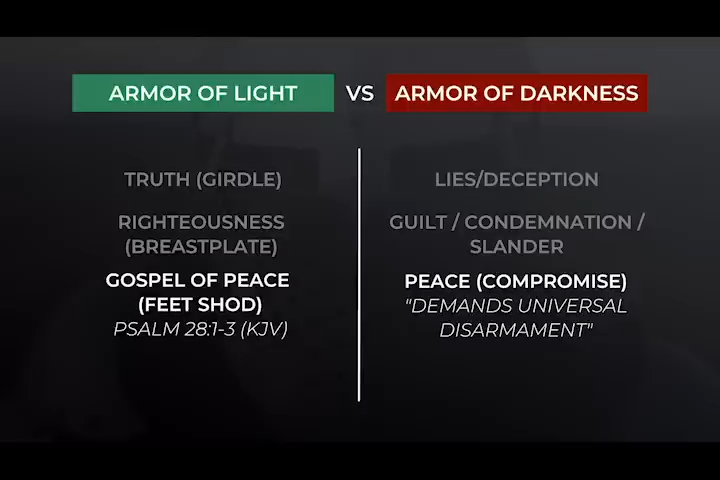 ARMOR OF LIGHT VS ARMOR OF DARKNESS
TRUTH (GIRDLE)
RIGHTEOUSNESS
(BREASTPLATE)
GOSPEL OF PEACE
(FEET SHOD)
PSALM 28:1-3 (KJV)
LIES/DECEPTION
GUILT / CONDEMNATION /
SLANDER
PEACE (COMPROMISE)
"DEMANDS UNIVERSAL
DISARMAMENT"